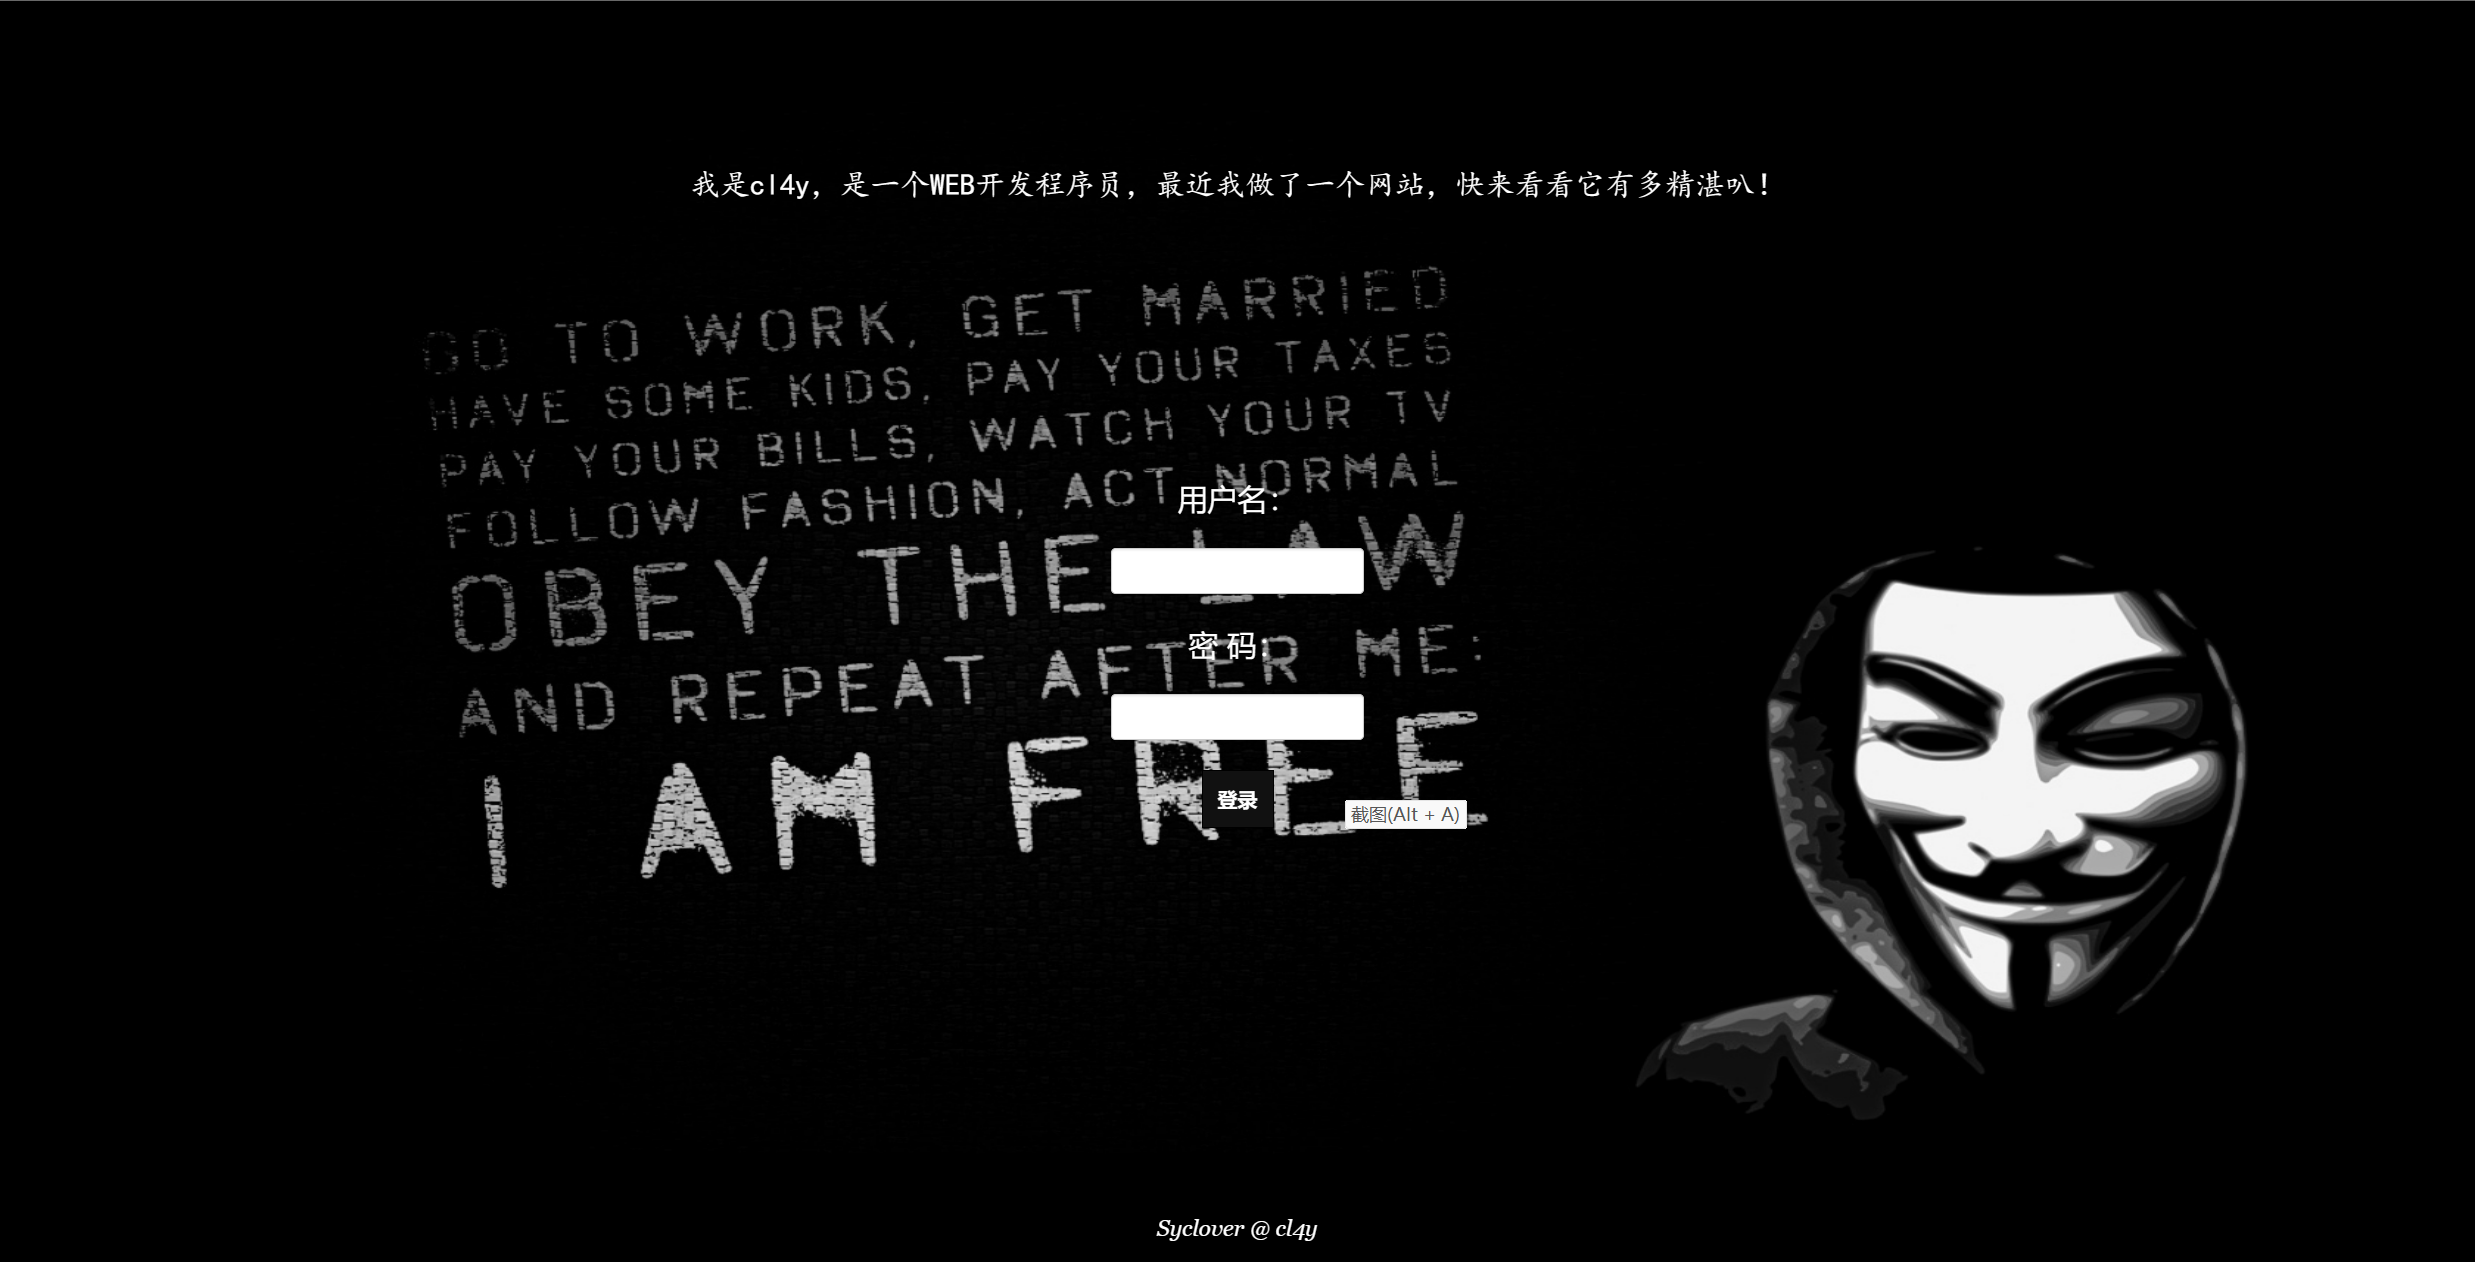 我是cl4y，是一个WEB开发程序员，最近我做了一个网站，快来看看它有多精湛叭！
GO TO WORK, GET MARRIED
HAVE SOME KIDS, PAY YOUR TAXES
PAY YOUR BILLS, WATCH YOUR TV
FOLLOW FASHION, ACT NORMAL
OBEY THE LAW
AND REPEAT AFTER ME:
I AM FREE
用户名：
密 码：
登录
截图(Alt + A)
Syclover @ cl4y